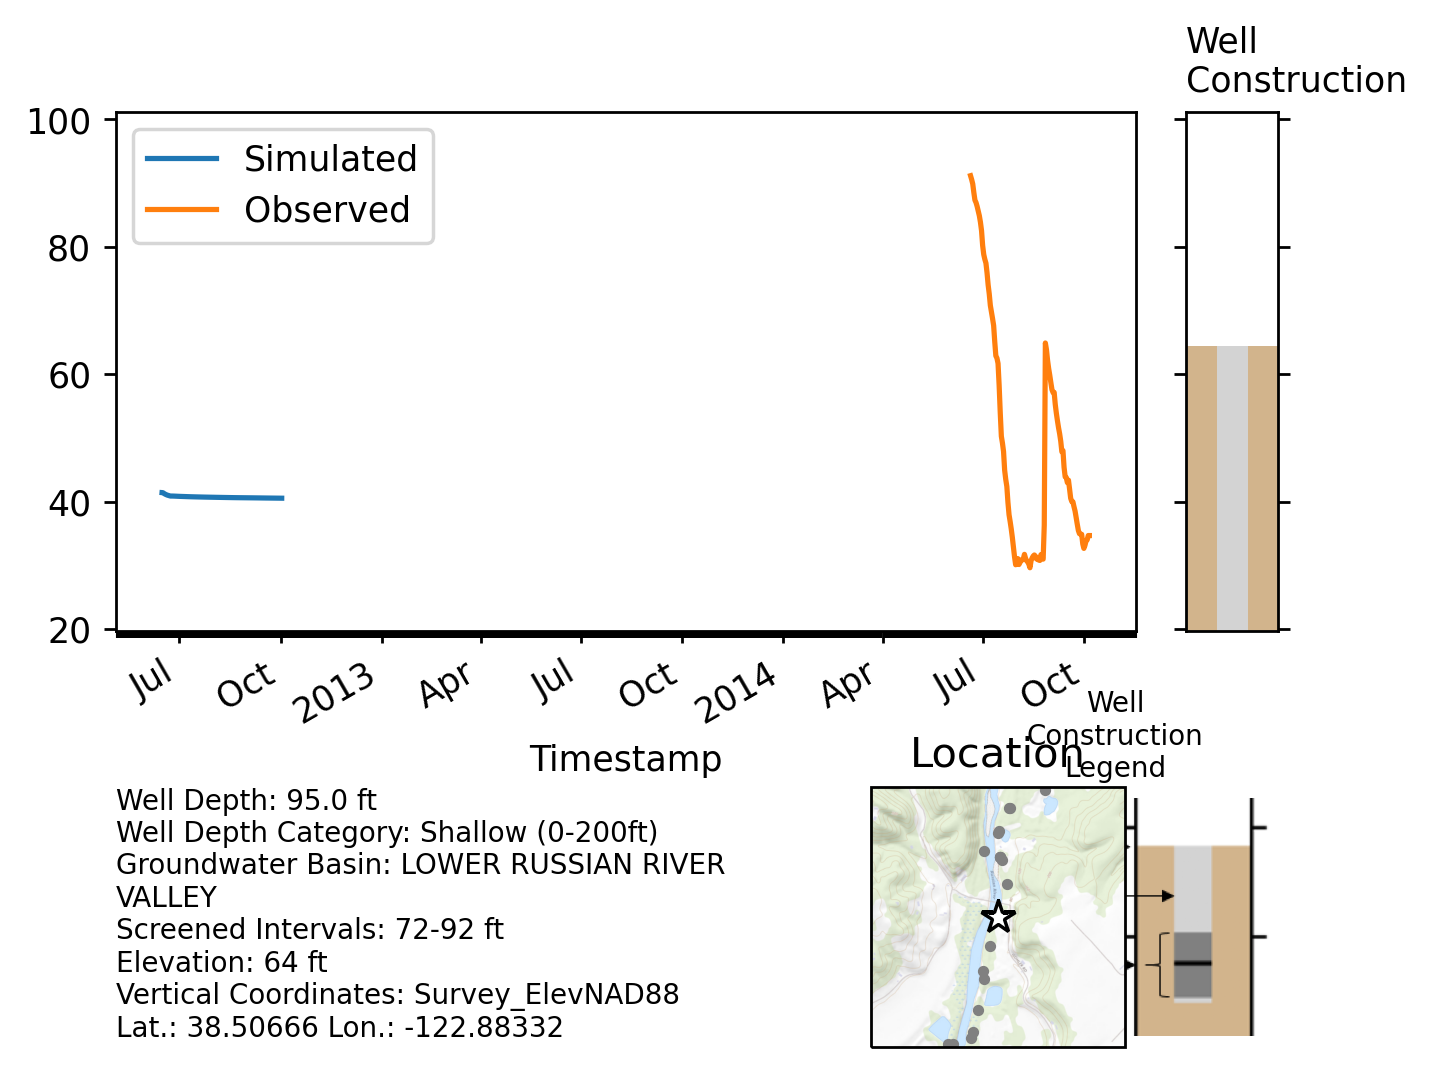 Well
Construction
100
80
60
40
20
Simulated
Observed
Jul
Oct
2013
Apr
Jul
Oct
2014
Apr
Jul
Oct
Timestamp
Well
Construction
Legend
Location
Well Depth: 95.0 ft
Well Depth Category: Shallow (0-200ft)
Groundwater Basin: LOWER RUSSIAN RIVER
VALLEY
Screened Intervals: 72-92 ft
Elevation: 64 ft
Vertical Coordinates: Survey_ElevNAD88
Lat.: 38.50666 Lon.: -122.88332